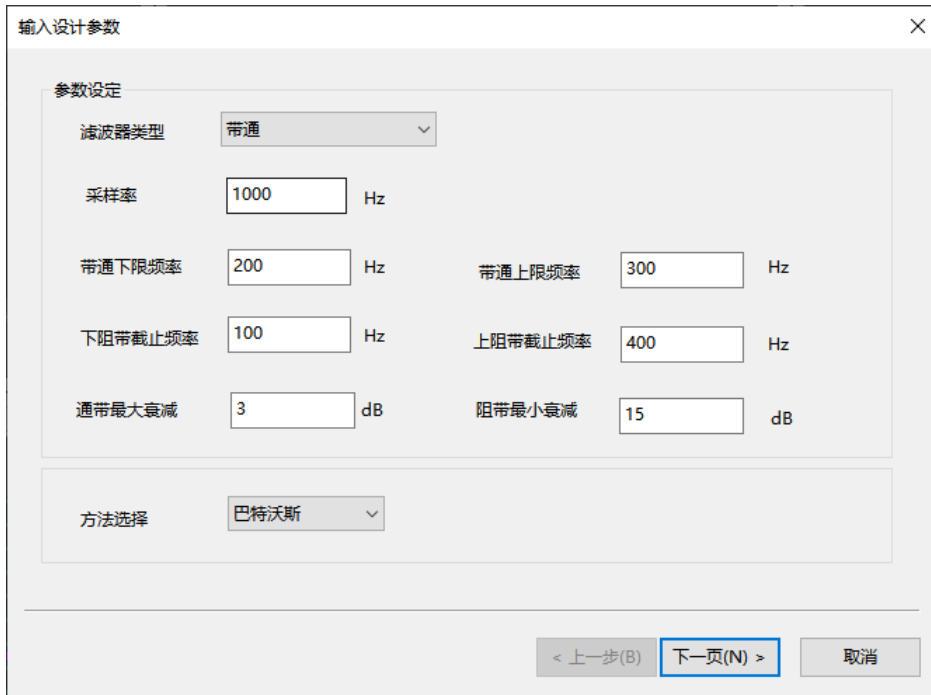 输入设计参数
参数设定
滤波器类型 带通
采样率 1000 Hz
带通下限频率 200 Hz 带通上限频率 300 Hz
下阻带截止频率 100 Hz 上阻带截止频率 400 Hz
通带最大衰减 3 dB 阻带最小衰减 15 dB
方法选择 巴特沃斯
< 上一步(B) 下一页(N) > 取消